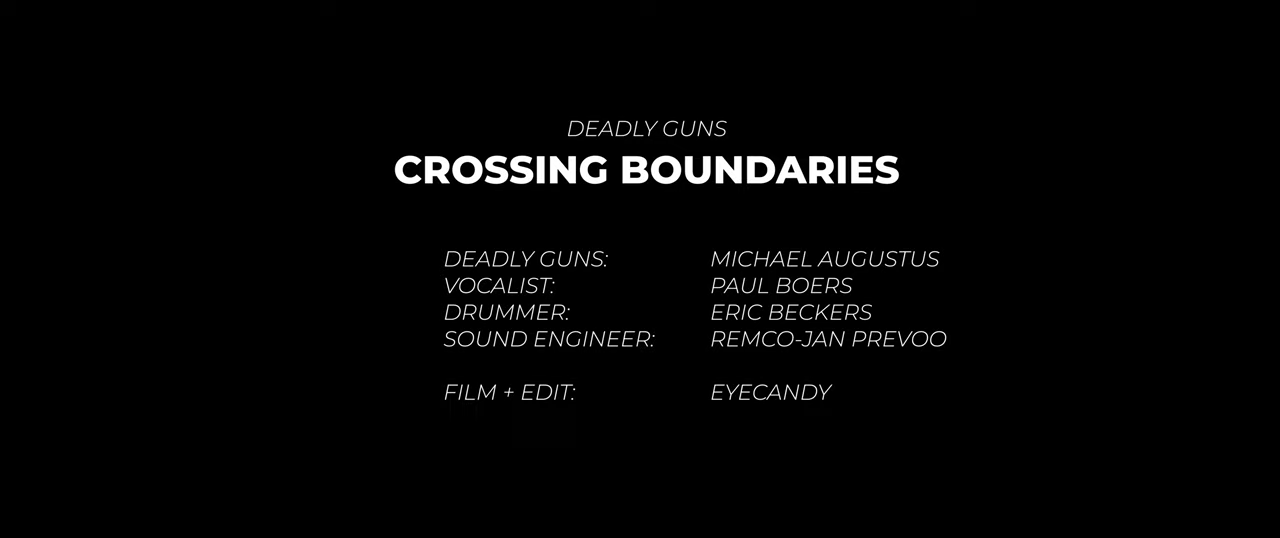 DEADLY GUNS
CROSSING BOUNDARIES
DEADLY GUNS: MICHAEL AUGUSTUS
VOCALIST: PAUL BOERS
DRUMMER: ERIC BECKERS
SOUND ENGINEER: REMCO-JAN PREVOO
FILM + EDIT: EYECANDY